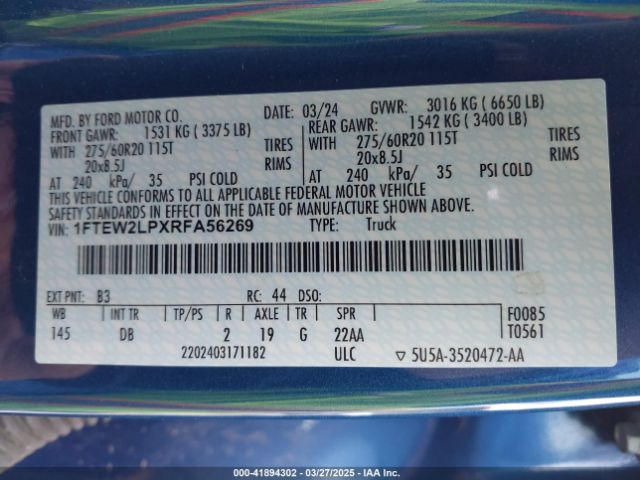 MFD. BY FORD MOTOR CO.
DATE: 03/24 GVWR: 3016 KG ( 6650 LB)
FRONT GAWR: 1531 KG ( 3375 LB) REAR GAWR: 1542 KG ( 3400 LB)
WITH 275/60R20 115T TIRES WITH 275/60R20 115T TIRES
20x8.5J RIMS 20x8.5J RIMS
AT 240 kPa/ 35 PSI COLD AT 240 kPa/ 35 PSI COLD
THIS VEHICLE CONFORMS TO ALL APPLICABLE FEDERAL MOTOR VEHICLE
SAFETY STANDARDS IN EFFECT ON THE DATE OF MANUFACTURE SHOWN ABOVE.
VIN: 1FTEW2LPXRFA56269 TYPE: Truck
EXT PNT: B3 RC: 44 DSO:
WB INT TR TP/PS R AXLE TR SPR F0085
145 DB 2 19 G 22AA T0561
2202403171182 ULC ▽ 5U5A-3520472-AA
000-41894302 - 03/27/2025 - IAA Inc.